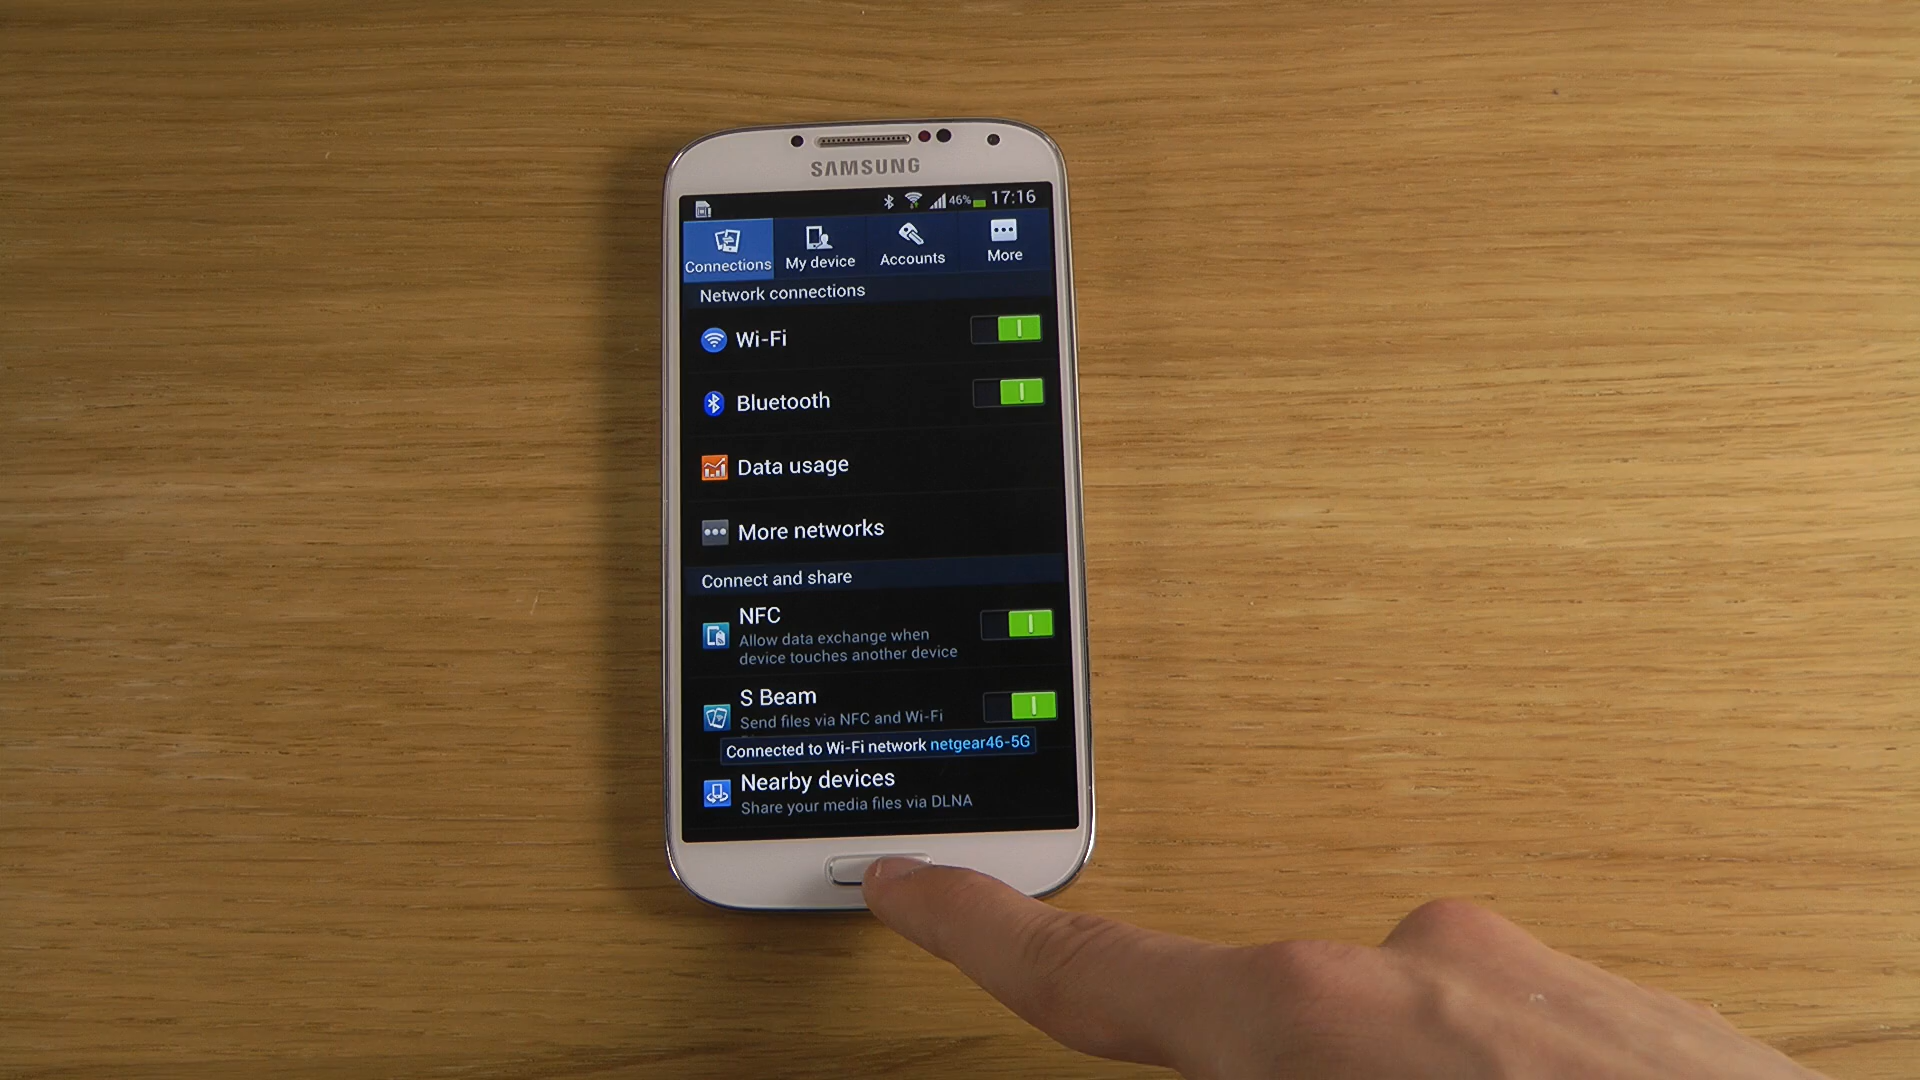 SAMSUNG
46% 17:16
Connections My device Accounts More
Network connections
Wi-Fi
Bluetooth
Data usage
More networks
Connect and share
NFC
Allow data exchange when
device touches another device
S Beam
Send files via NFC and Wi-Fi
Connected to Wi-Fi network netgear46-5G
Nearby devices
Share your media files via DLNA